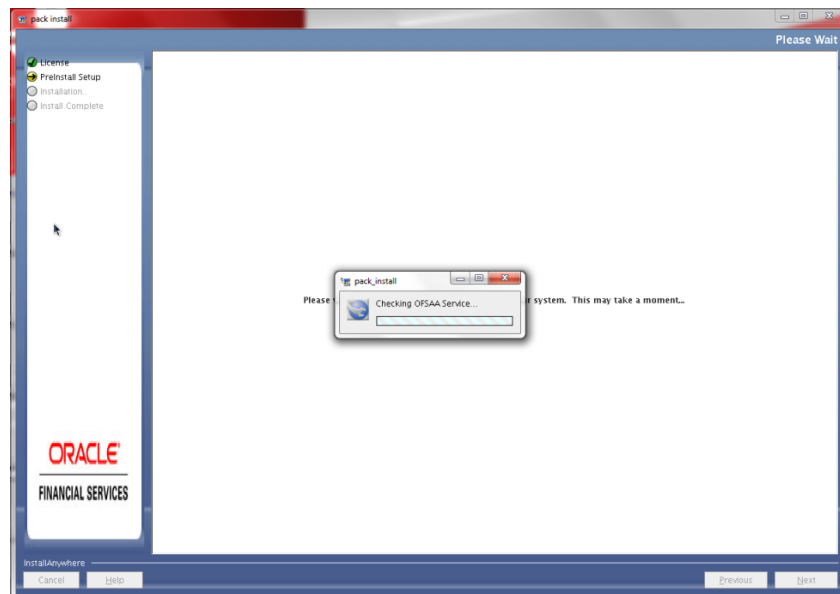 pack install
Please Wait
License
PreInstall Setup
Installation..
Install Complete
pack_install
Checking OFSAA Service...
Please
r system. This may take a moment...
ORACLE
FINANCIAL SERVICES
InstallAnywhere
Cancel
Help
Previous
Next